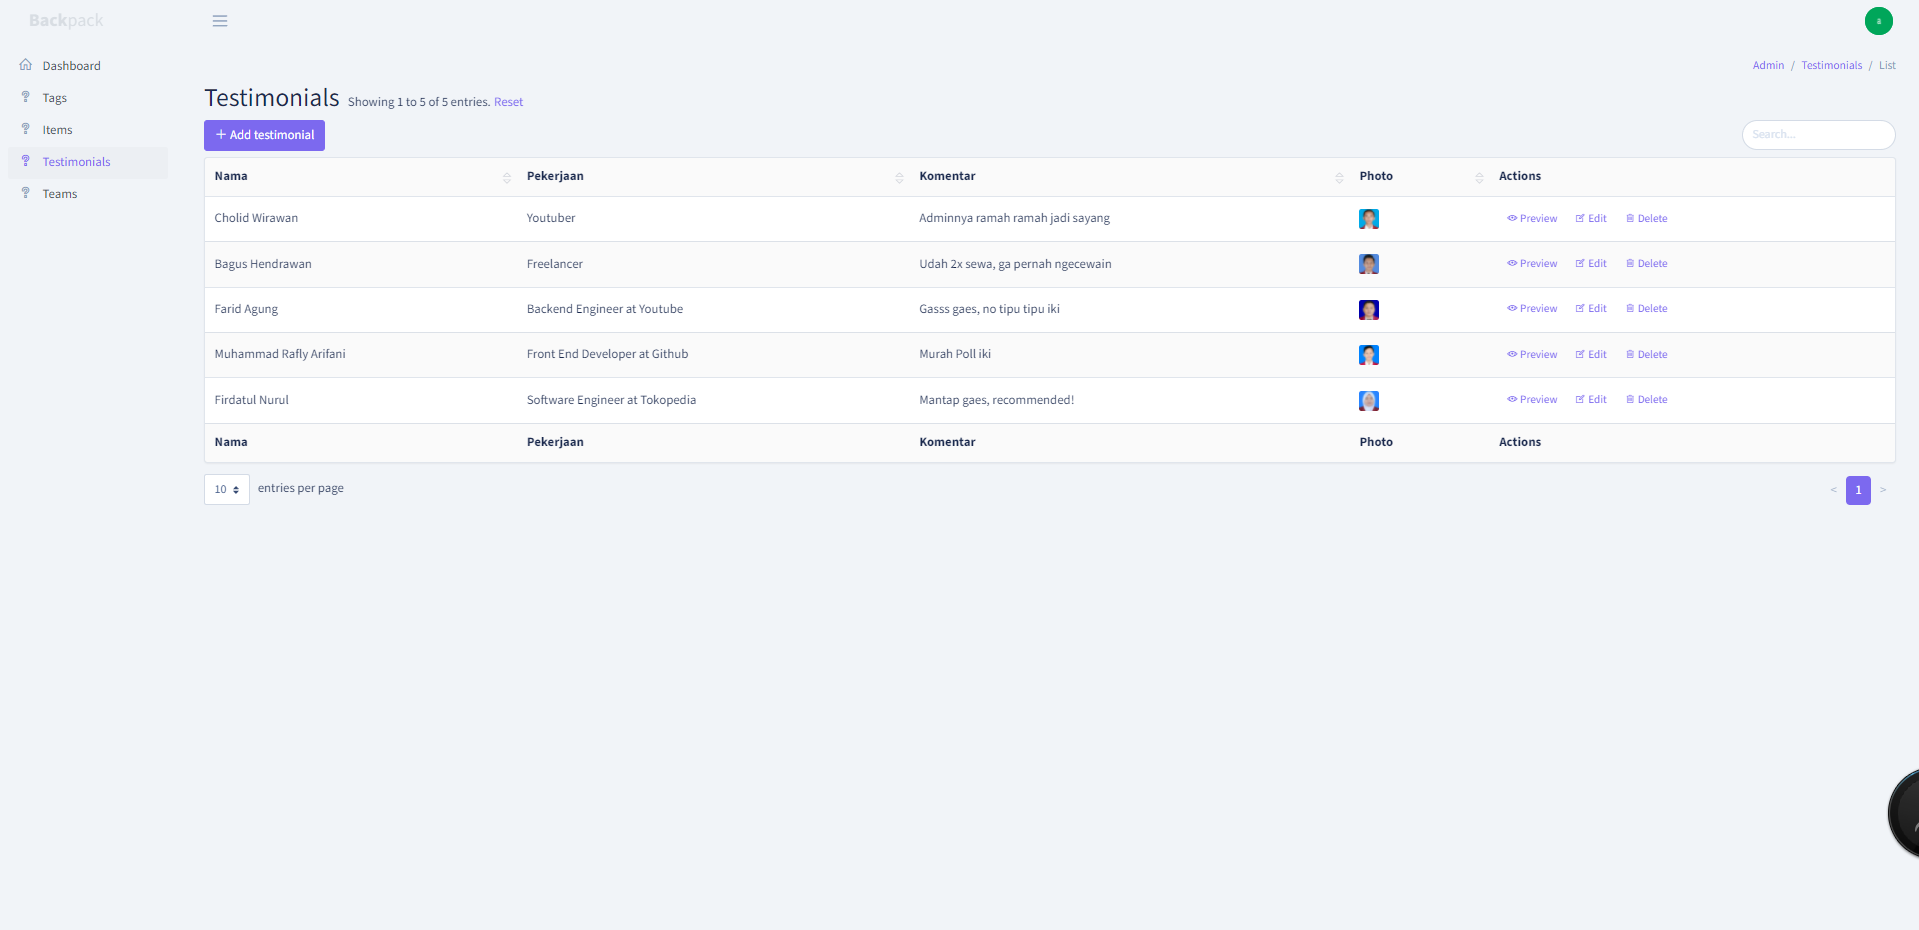 Backpack
a
Dashboard
Tags
Items
Testimonials
Teams
Admin / Testimonials / List
Testimonials Showing 1 to 5 of 5 entries. Reset
+ Add testimonial
Search...
Nama Pekerjaan Komentar Photo Actions
Cholid Wirawan Youtuber Adminnya ramah ramah jadi sayang Preview Edit Delete
Bagus Hendrawan Freelancer Udah 2x sewa, ga pernah ngecewain Preview Edit Delete
Farid Agung Backend Engineer at Youtube Gasss gaes, no tipu tipu iki Preview Edit Delete
Muhammad Rafly Arifani Front End Developer at Github Murah Poll iki Preview Edit Delete
Firdatul Nurul Software Engineer at Tokopedia Mantap gaes, recommended! Preview Edit Delete
Nama Pekerjaan Komentar Photo Actions
10 entries per page
< 1 >